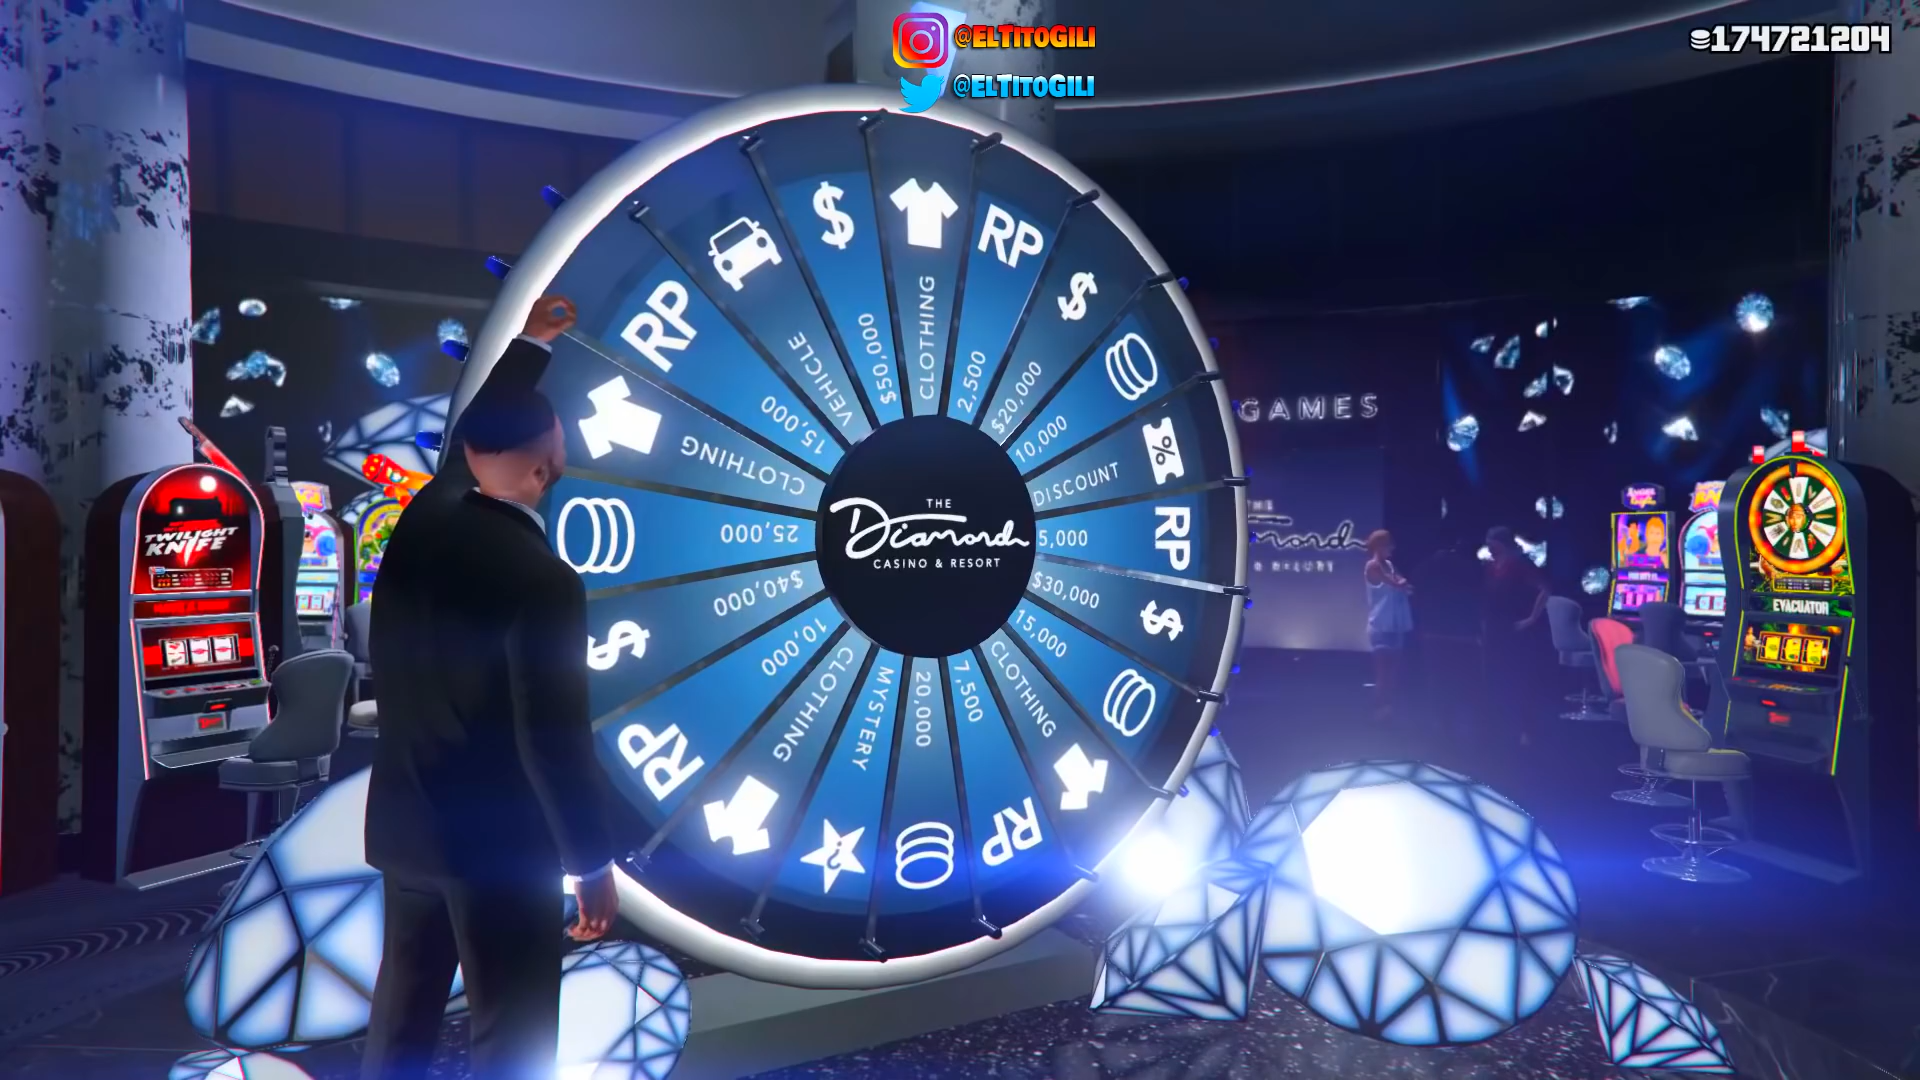 @ELTITOGILI
@ELTITOGILI
174721204
$
$50,000
CLOTHING
RP
2,500
$
$20,000
10,000
%
DISCOUNT
RP
5,000
$
$30,000
15,000
CLOTHING
RP
7,500
20,000
?
MYSTERY
CLOTHING
RP
10,000
$
$40,000
25,000
CLOTHING
RP
15,000
VEHICLE
THE
Diamond
CASINO & RESORT
GAMES
TWILIGHT
KNIFE
EVACUATOR